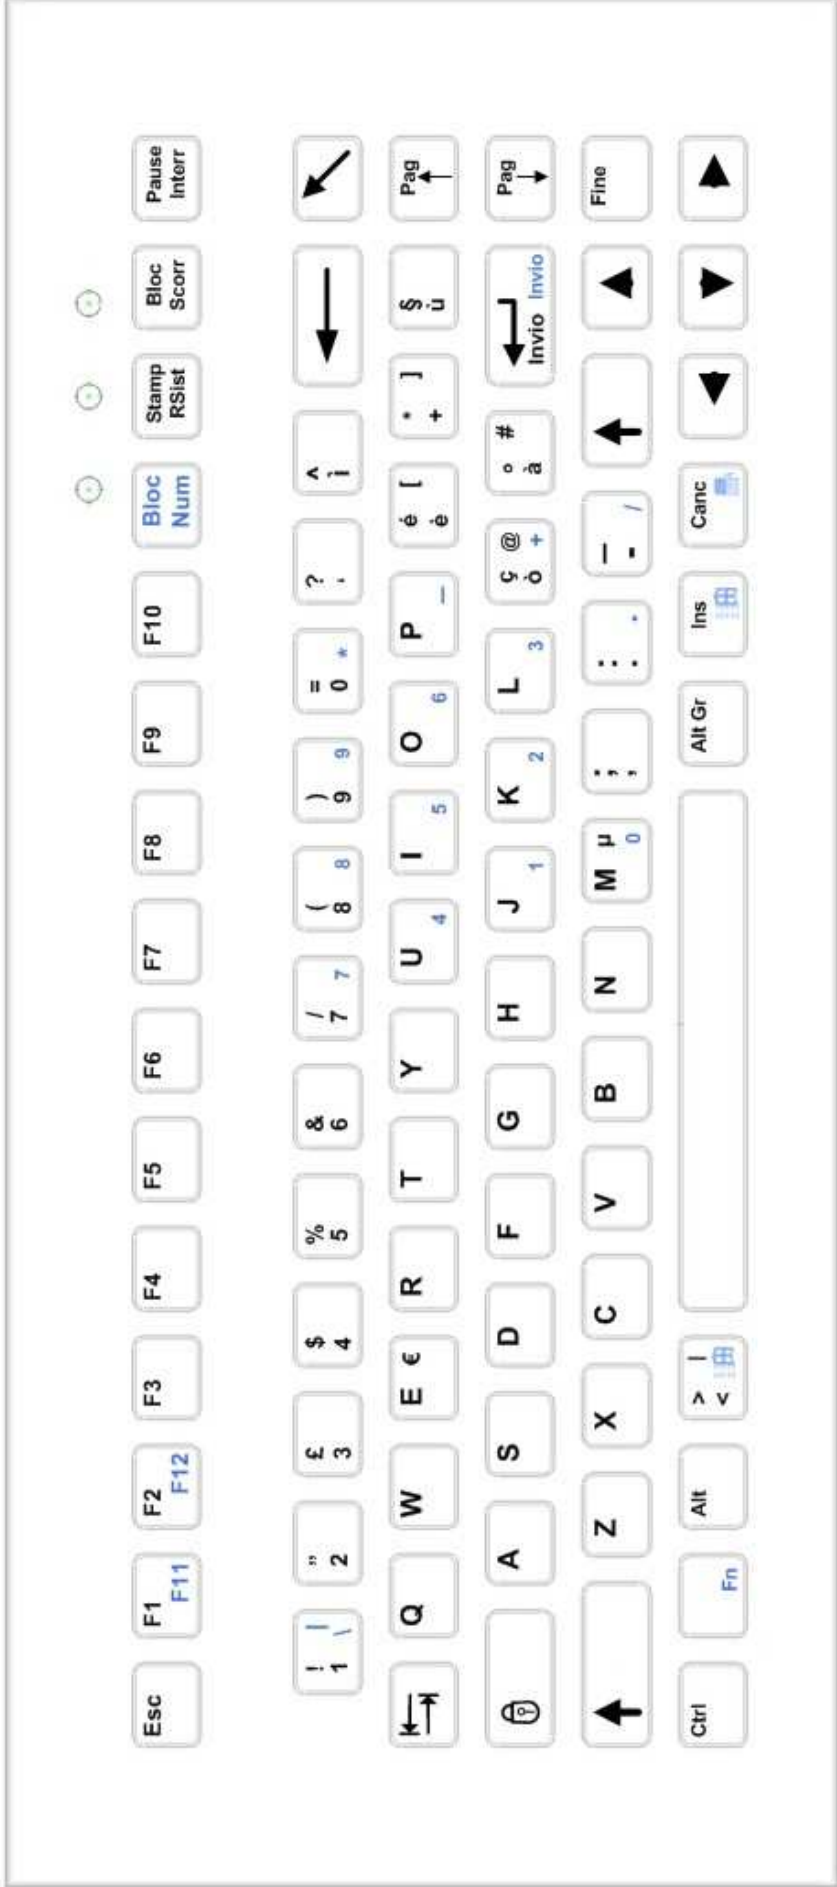 Esc F1 F2 F3 F4 F5 F6 F7 F8 F9 F10 Bloc Stamp Bloc Pause
F11 F12 Num RSist Scorr Interr
! | " £ $ % & / ( ) = ? ^
1 \ 2 3 4 5 6 7 7 8 8 9 9 0 * ' ì
Q W E € R T Y U I O P é [ * ] § Pag
4 5 6 — è + ù
A S D F G H J K L ç @ ° # Pag
1 2 3 ò + à Invio Invio
Z X C V B N M µ ; : _ Fine
0 , . . - /
Ctrl Alt > | Alt Gr Ins Canc
Fn <